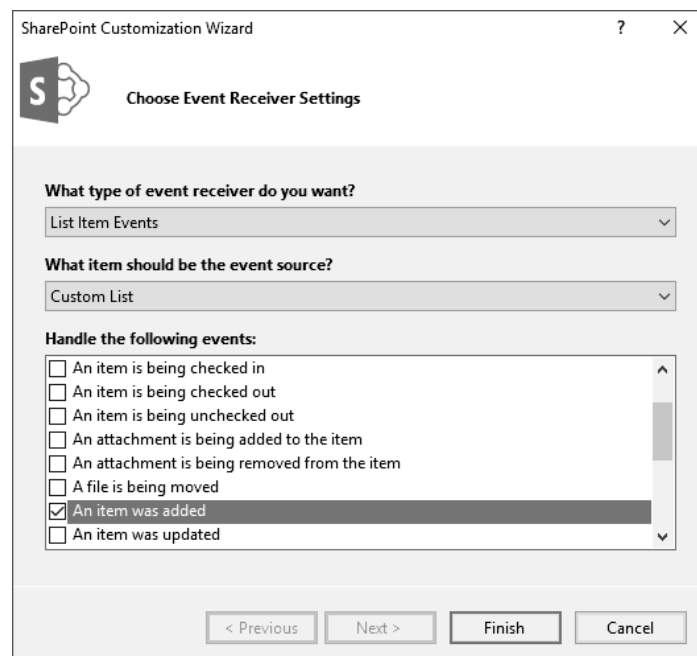 SharePoint Customization Wizard
?
S
Choose Event Receiver Settings
What type of event receiver do you want?
List Item Events
What item should be the event source?
Custom List
Handle the following events:
An item is being checked in
An item is being checked out
An item is being unchecked out
An attachment is being added to the item
An attachment is being removed from the item
A file is being moved
An item was added
An item was updated
< Previous Next > Finish Cancel